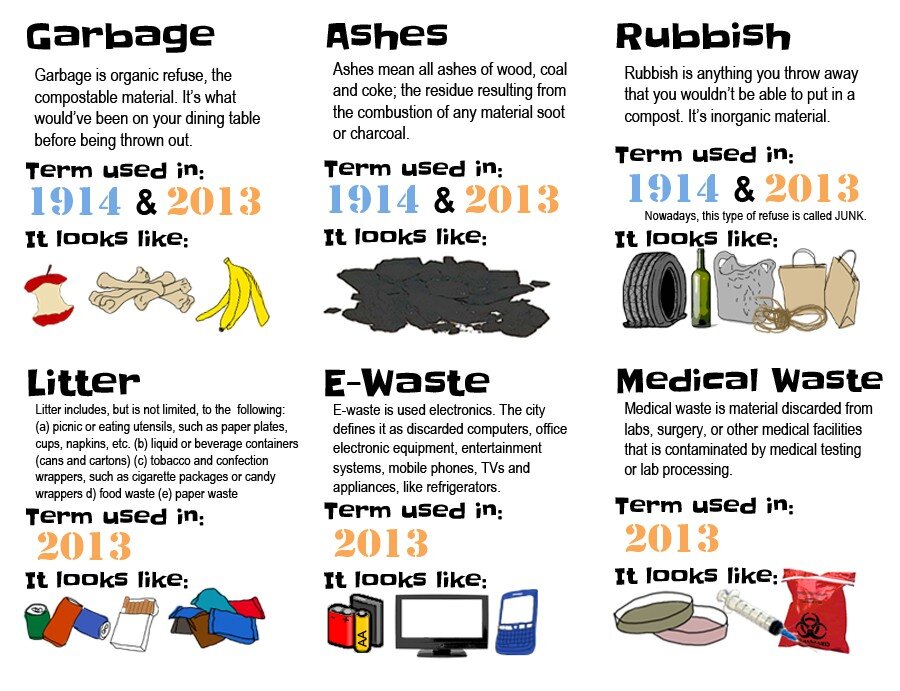 Garbage
Garbage is organic refuse, the
compostable material. It's what
would've been on your dining table
before being thrown out.
Term used in:
1914 & 2013
It looks like:
Ashes
Ashes mean all ashes of wood, coal
and coke; the residue resulting from
the combustion of any material soot
or charcoal.
Term used in:
1914 & 2013
It looks like:
Rubbish
Rubbish is anything you throw away
that you wouldn't be able to put in a
compost. It's inorganic material.
Term used in:
1914 & 2013
Nowadays, this type of refuse is called JUNK.
It looks like:
Litter
Litter includes, but is not limited, to the following:
(a) picnic or eating utensils, such as paper plates,
cups, napkins, etc. (b) liquid or beverage containers
(cans and cartons) (c) tobacco and confection
wrappers, such as cigarette packages or candy
wrappers d) food waste (e) paper waste
Term used in:
2013
It looks like:
E-Waste
E-waste is used electronics. The city
defines it as discarded computers, office
electronic equipment, entertainment
systems, mobile phones, TVs and
appliances, like refrigerators.
Term used in:
2013
It looks like:
AA
Medical Waste
Medical waste is material discarded from
labs, surgery, or other medical facilities
that is contaminated by medical testing
or lab processing.
Term used in:
2013
It looks like: